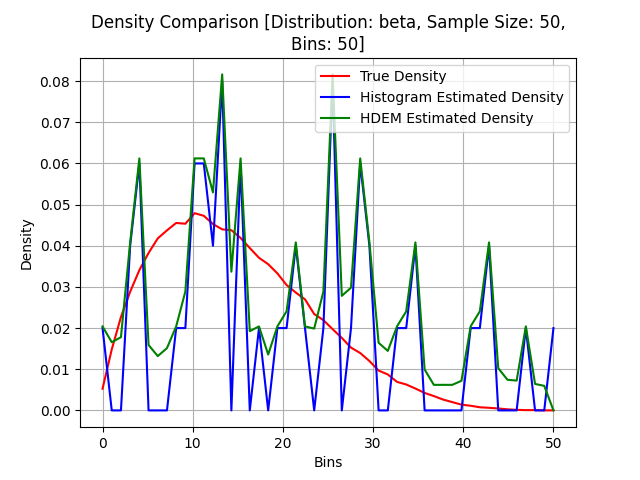 Density Comparison [Distribution: beta, Sample Size: 50,
Bins: 50]
True Density
Histogram Estimated Density
HDEM Estimated Density
0.08
0.07
0.06
0.05
0.04
0.03
0.02
0.01
0.00
Density
0 10 20 30 40 50
Bins